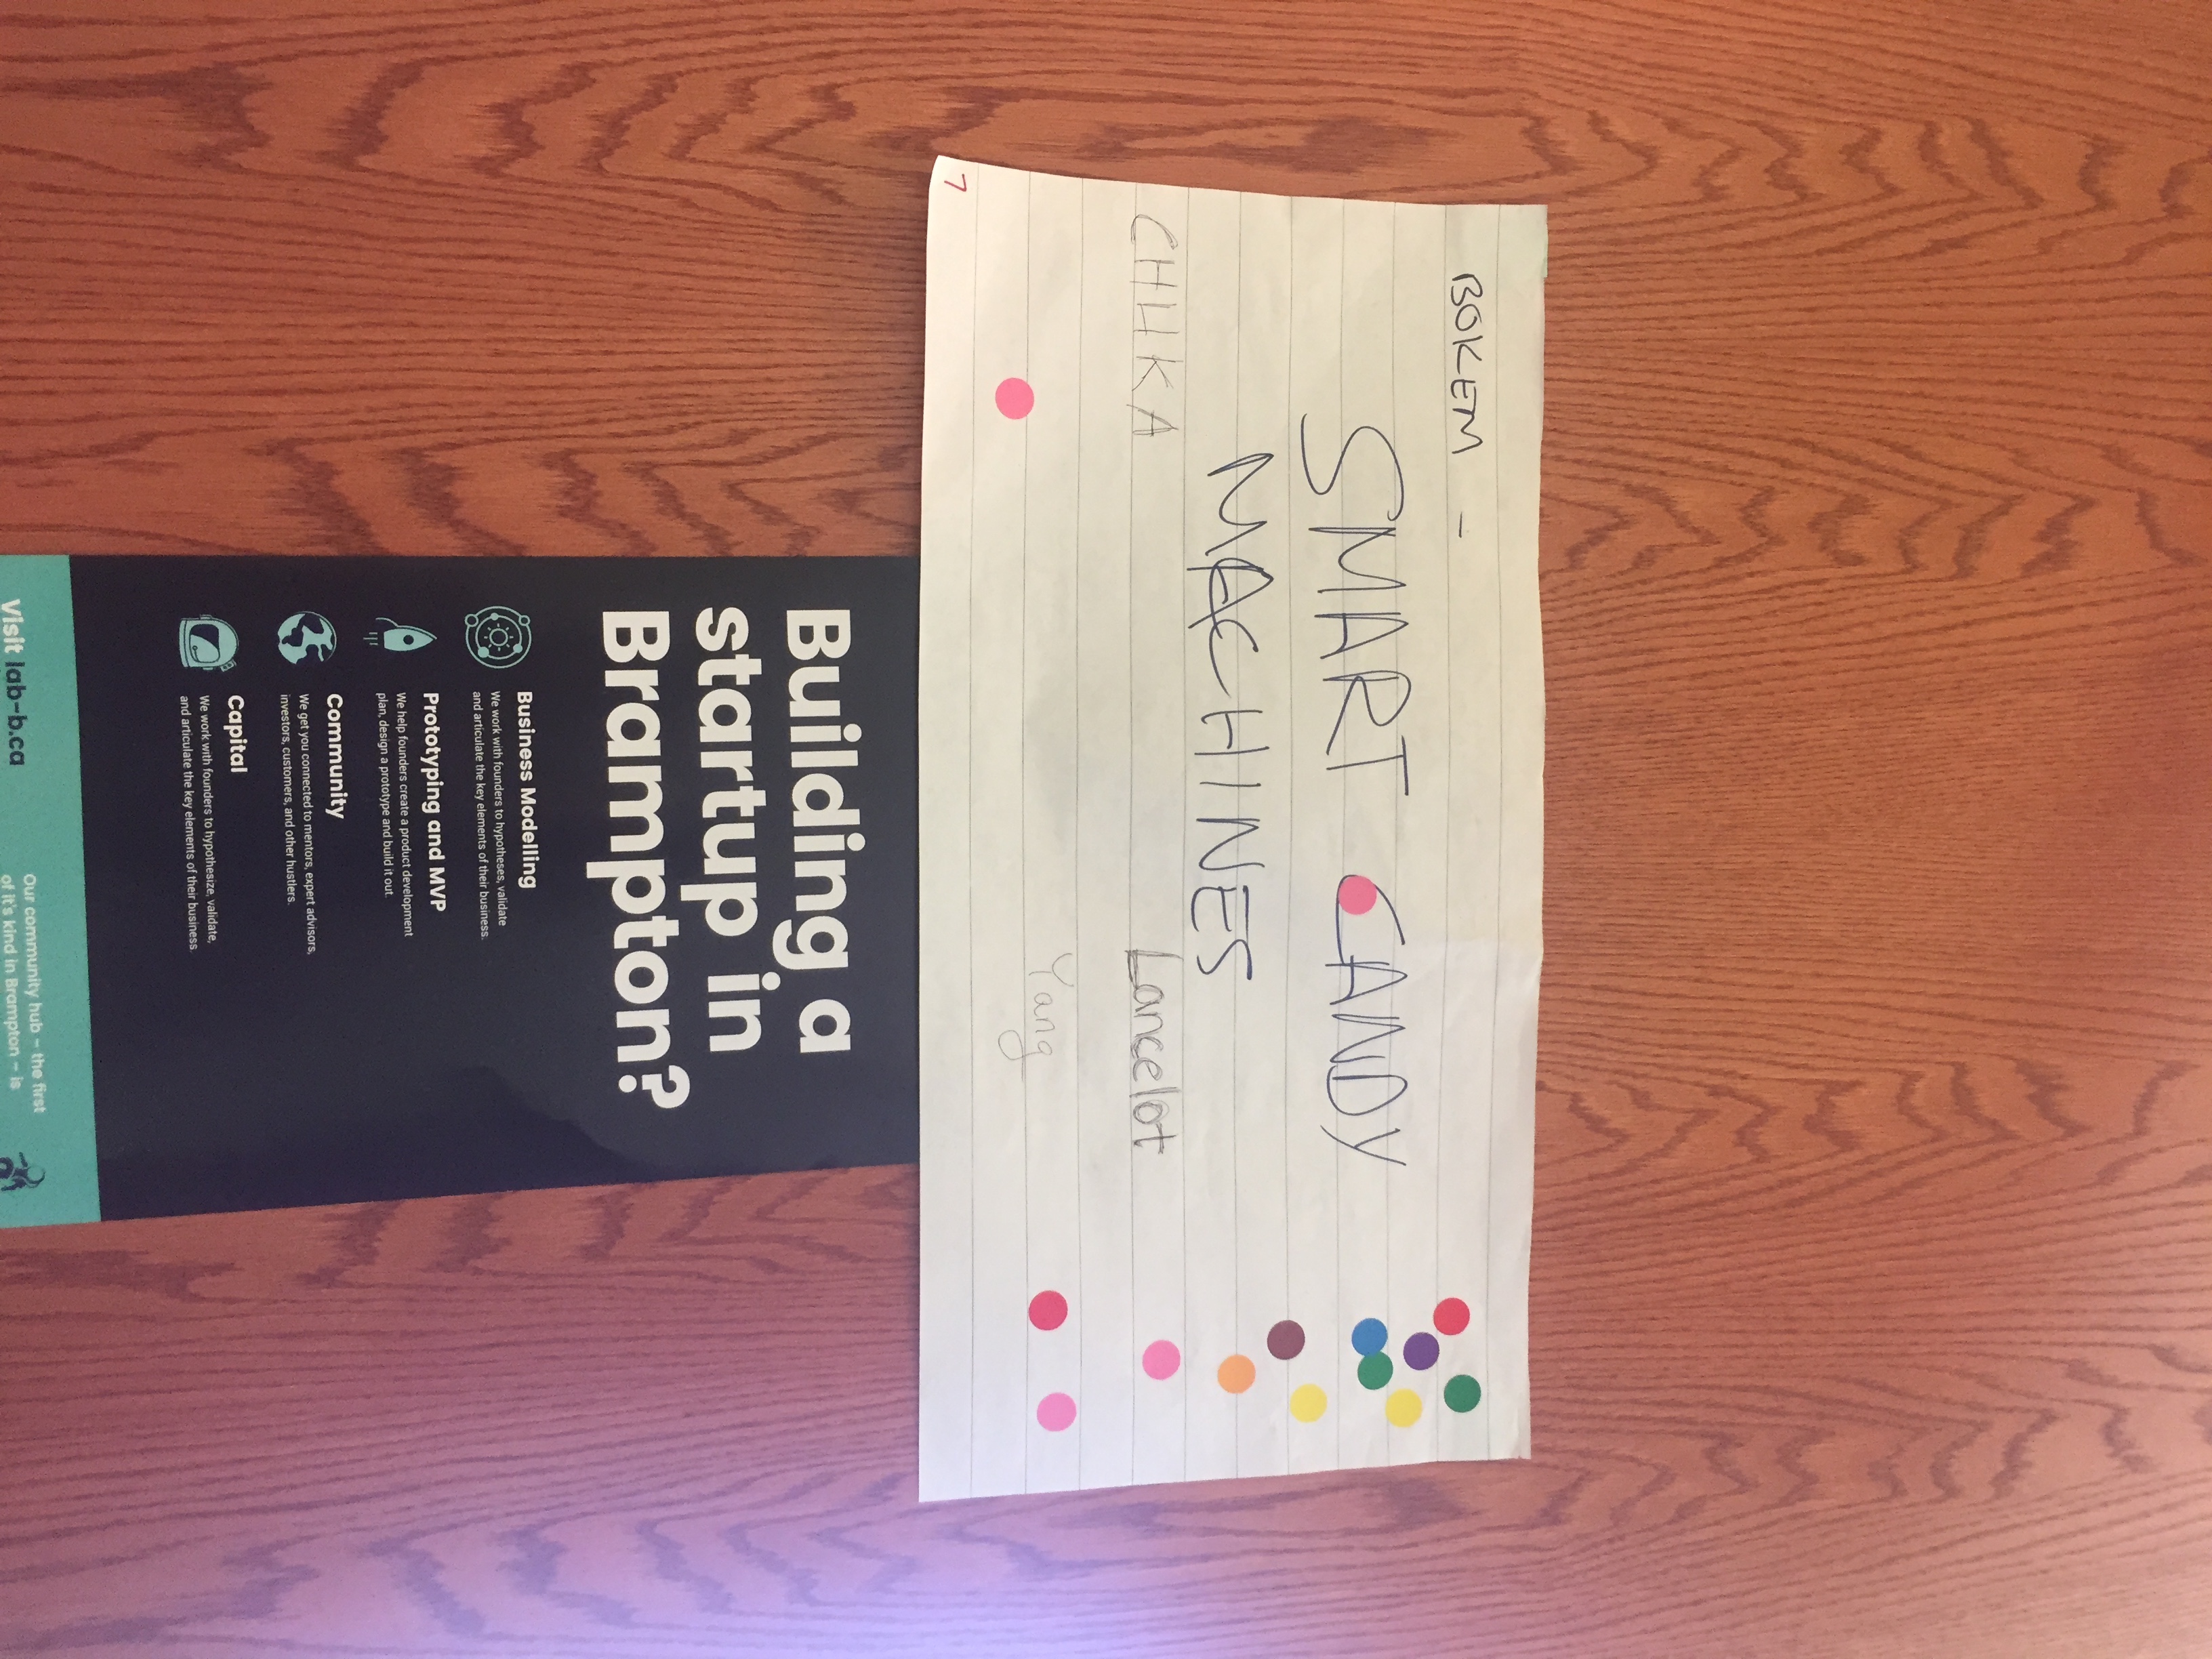 BOKEM -
SMART CANDY
MACHINES
CHIKA
Lancelot
Yang
7
Building a
startup in
Brampton?
Business Modelling
We work with founders to hypotheses, validate
and articulate the key elements of their business.
Prototyping and MVP
We help founders create a product development
plan, design a prototype and build it out.
Community
We get you connected to mentors, expert advisors,
investors, customers, and other hustlers.
Capital
We work with founders to hypothesize, validate,
and articulate the key elements of their business.
Visit lab-b.ca
Our community hub – the first
of it's kind in Brampton – is